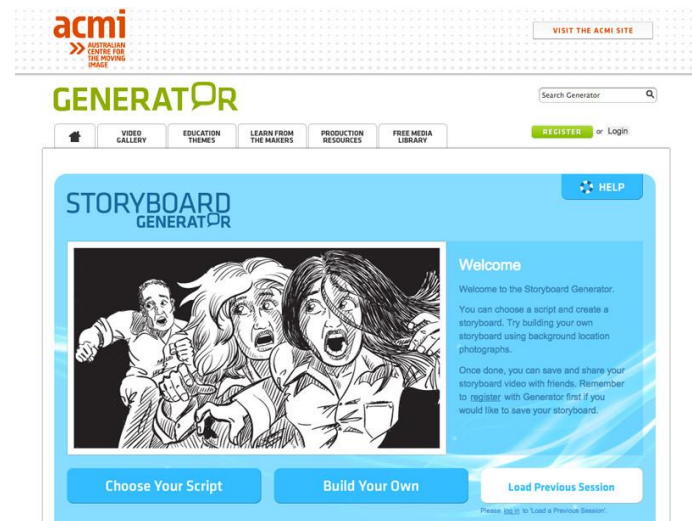 acmi
AUSTRALIAN
CENTRE FOR
THE MOVING
IMAGE
VISIT THE ACMI SITE
GENERATOR
Search Generator
VIDEO
GALLERY
EDUCATION
THEMES
LEARN FROM
THE MAKERS
PRODUCTION
RESOURCES
FREE MEDIA
LIBRARY
REGISTER or Login
HELP
STORYBOARD
GENERATOR
Welcome
Welcome to the Storyboard Generator.
You can choose a script and create a
storyboard. Try building your own
storyboard using background location
photographs.
Once done, you can save and share your
storyboard video with friends. Remember
to register with Generator first if you
would like to save your storyboard.
Choose Your Script
Build Your Own
Load Previous Session
Please log in to 'Load a Previous Session'.